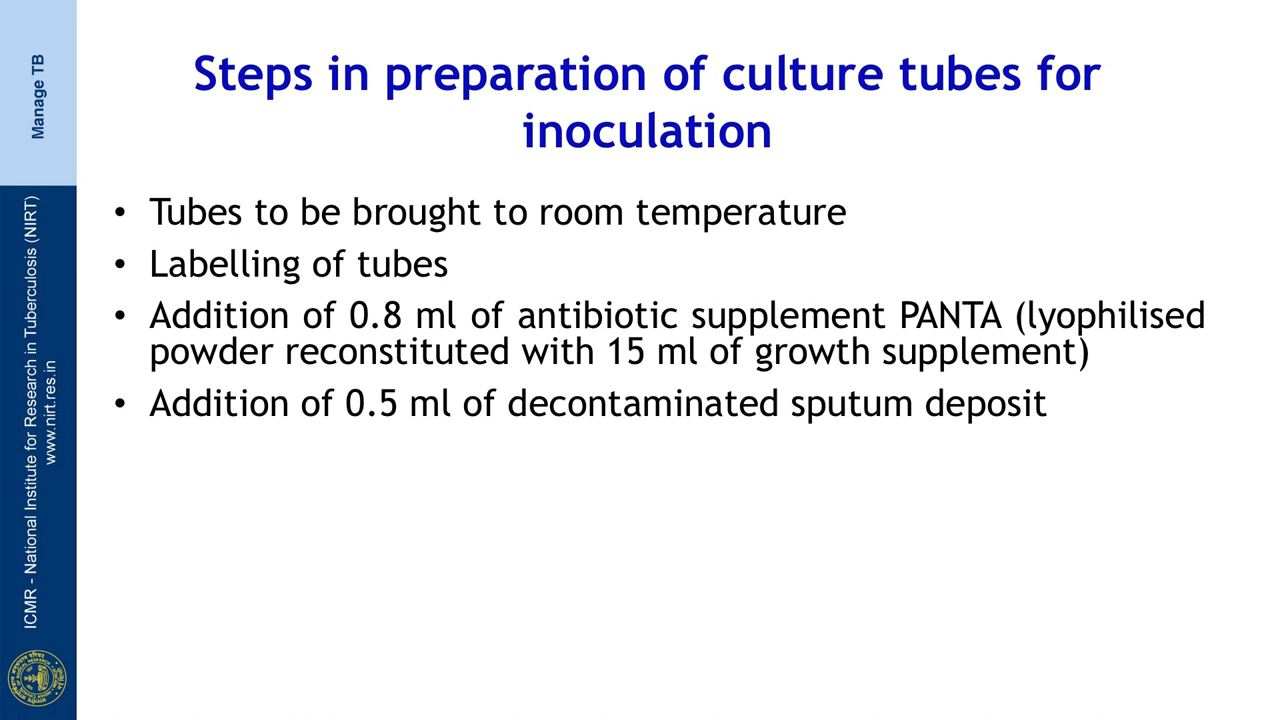 Manage TB
ICMR - National Institute for Research in Tuberculosis (NIRT)
www.nirt.res.in
Steps in preparation of culture tubes for
inoculation
• Tubes to be brought to room temperature
• Labelling of tubes
• Addition of 0.8 ml of antibiotic supplement PANTA (lyophilised
powder reconstituted with 15 ml of growth supplement)
• Addition of 0.5 ml of decontaminated sputum deposit